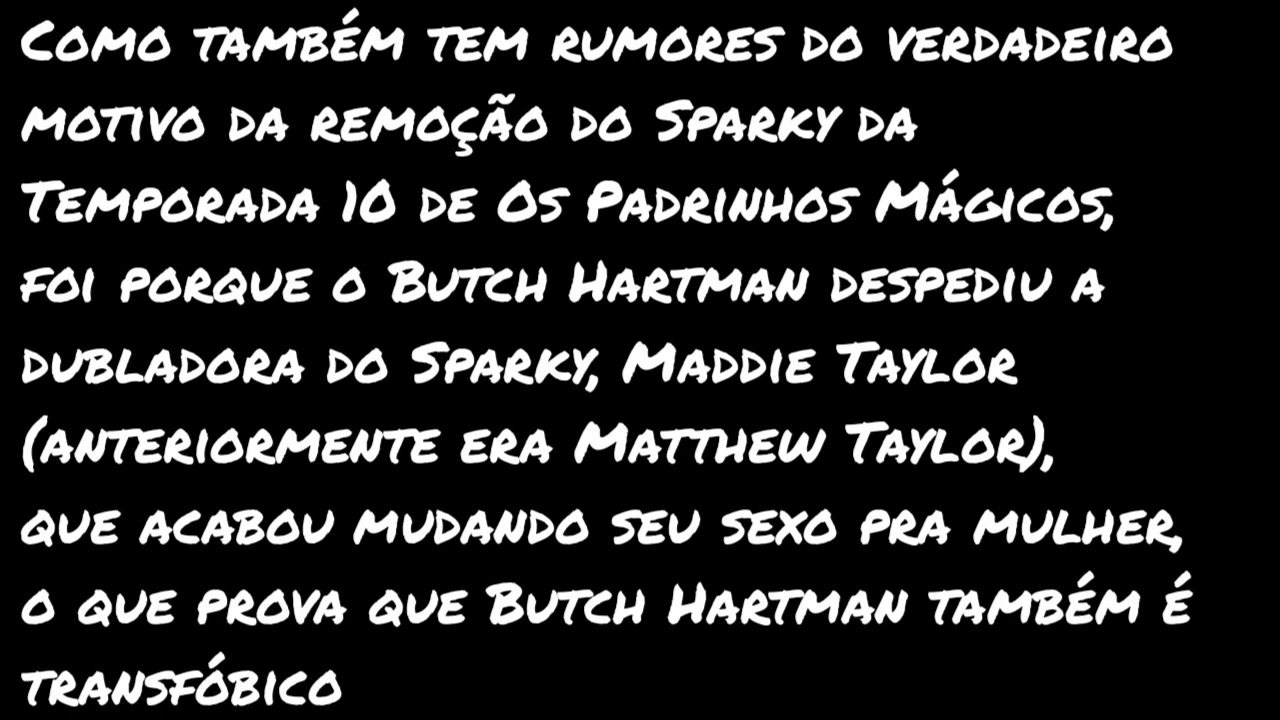 Como também tem rumores do verdadeiro
motivo da remoção do Sparky da
Temporada 10 de Os Padrinhos Mágicos,
foi porque o Butch Hartman despediu a
dubladora do Sparky, Maddie Taylor
(anteriormente era Matthew Taylor),
que acabou mudando seu sexo pra mulher,
o que prova que Butch Hartman também é
transfóbico